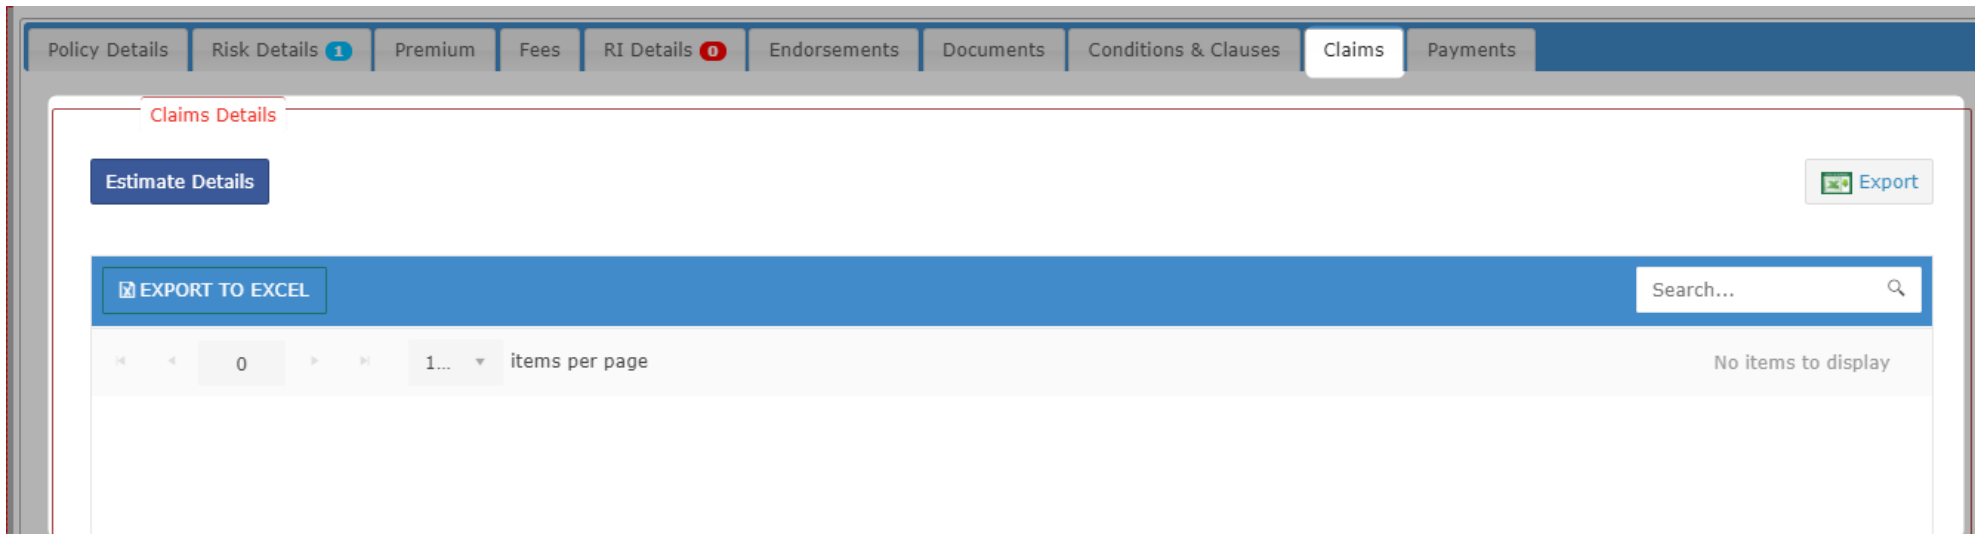 Policy Details Risk Details 1 Premium Fees RI Details 0 Endorsements Documents Conditions & Clauses Claims Payments
Claims Details
Estimate Details Export
EXPORT TO EXCEL Search...
0 1... items per page No items to display